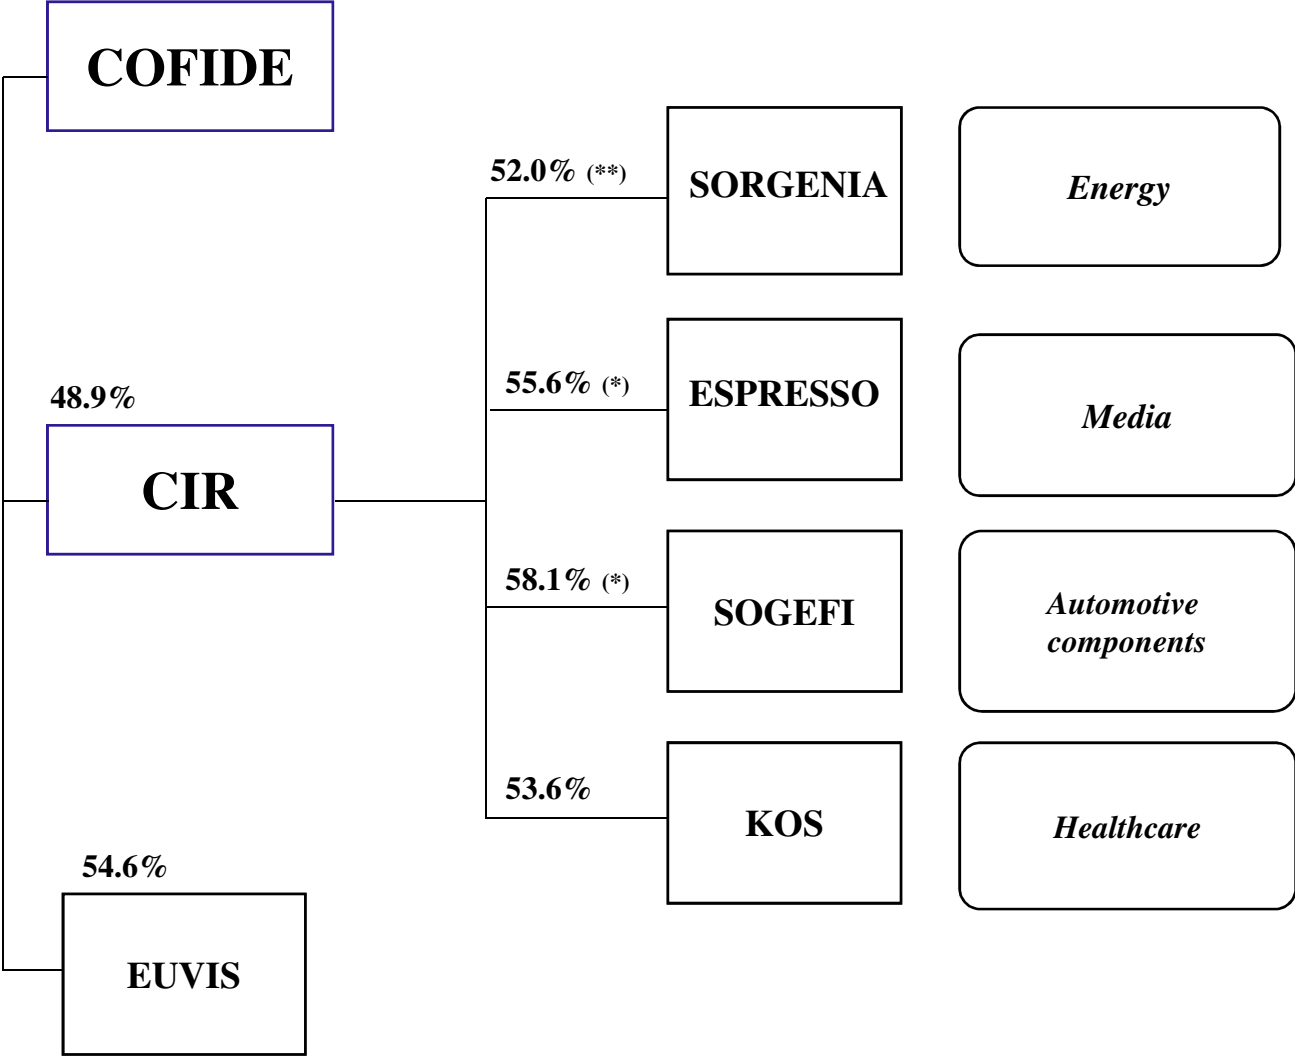 COFIDE
52.0% (**)
SORGENIA
Energy
55.6% (*)
ESPRESSO
Media
48.9%
CIR
58.1% (*)
SOGEFI
Automotive
components
53.6%
KOS
Healthcare
54.6%
EUVIS